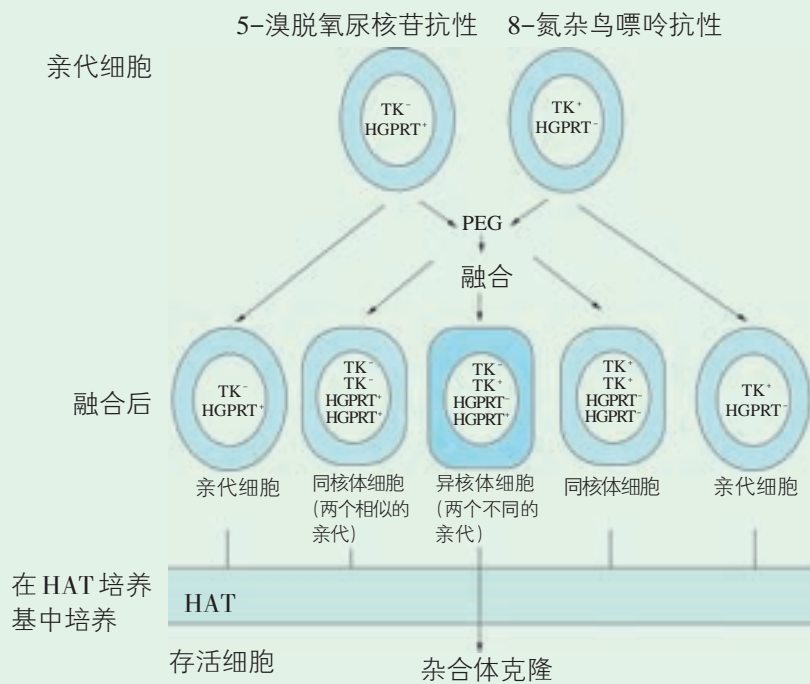 5-溴脱氧尿核苷抗性 8-氮杂鸟嘌呤抗性
亲代细胞
TK⁻
HGPRT⁺
TK⁺
HGPRT⁻
PEG
融合
融合后
TK⁻
HGPRT⁺
TK⁻
TK⁻
HGPRT⁺
HGPRT⁺
TK⁻
TK⁺
HGPRT⁻
HGPRT⁺
TK⁺
TK⁺
HGPRT⁻
HGPRT⁻
TK⁺
HGPRT⁻
亲代细胞
同核体细胞
(两个相似的
亲代)
异核体细胞
(两个不同的
亲代)
同核体细胞
亲代细胞
在HAT培养
基中培养
HAT
存活细胞
杂合体克隆